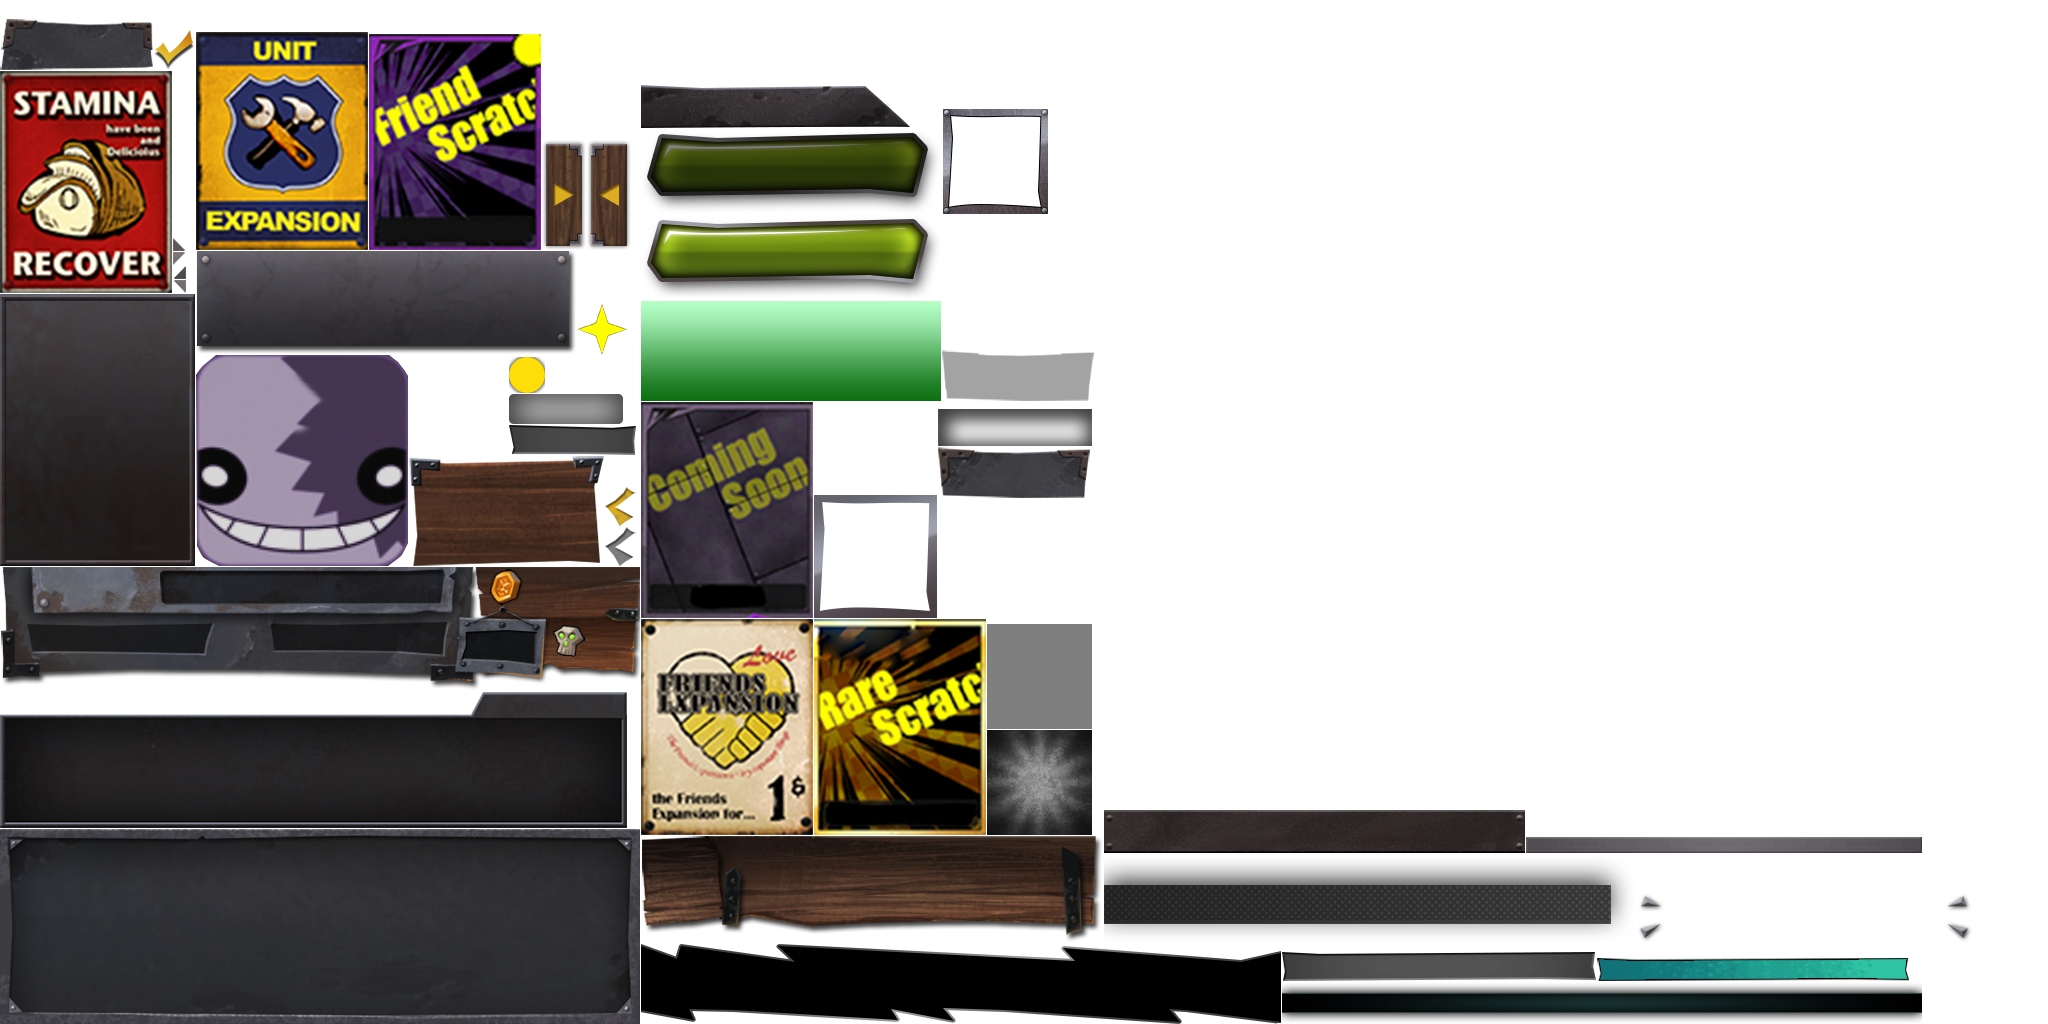 STAMINA
have been
and
Deliciolus
RECOVER
UNIT
EXPANSION
Friend
Scratc
Coming
Soon
Love
FRIENDS
EXPANSION
1$
the Friends
Expansion for...
Rare
Scratc